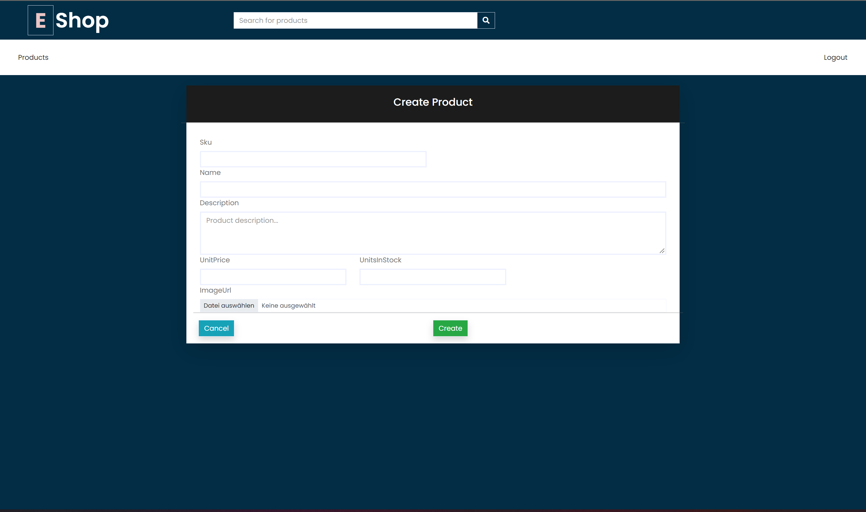 E Shop
Search for products
Products
Logout
Create Product
Sku
Name
Description
Product description...
UnitPrice UnitsInStock
ImageUrl
Datei auswählen Keine ausgewählt
Cancel Create